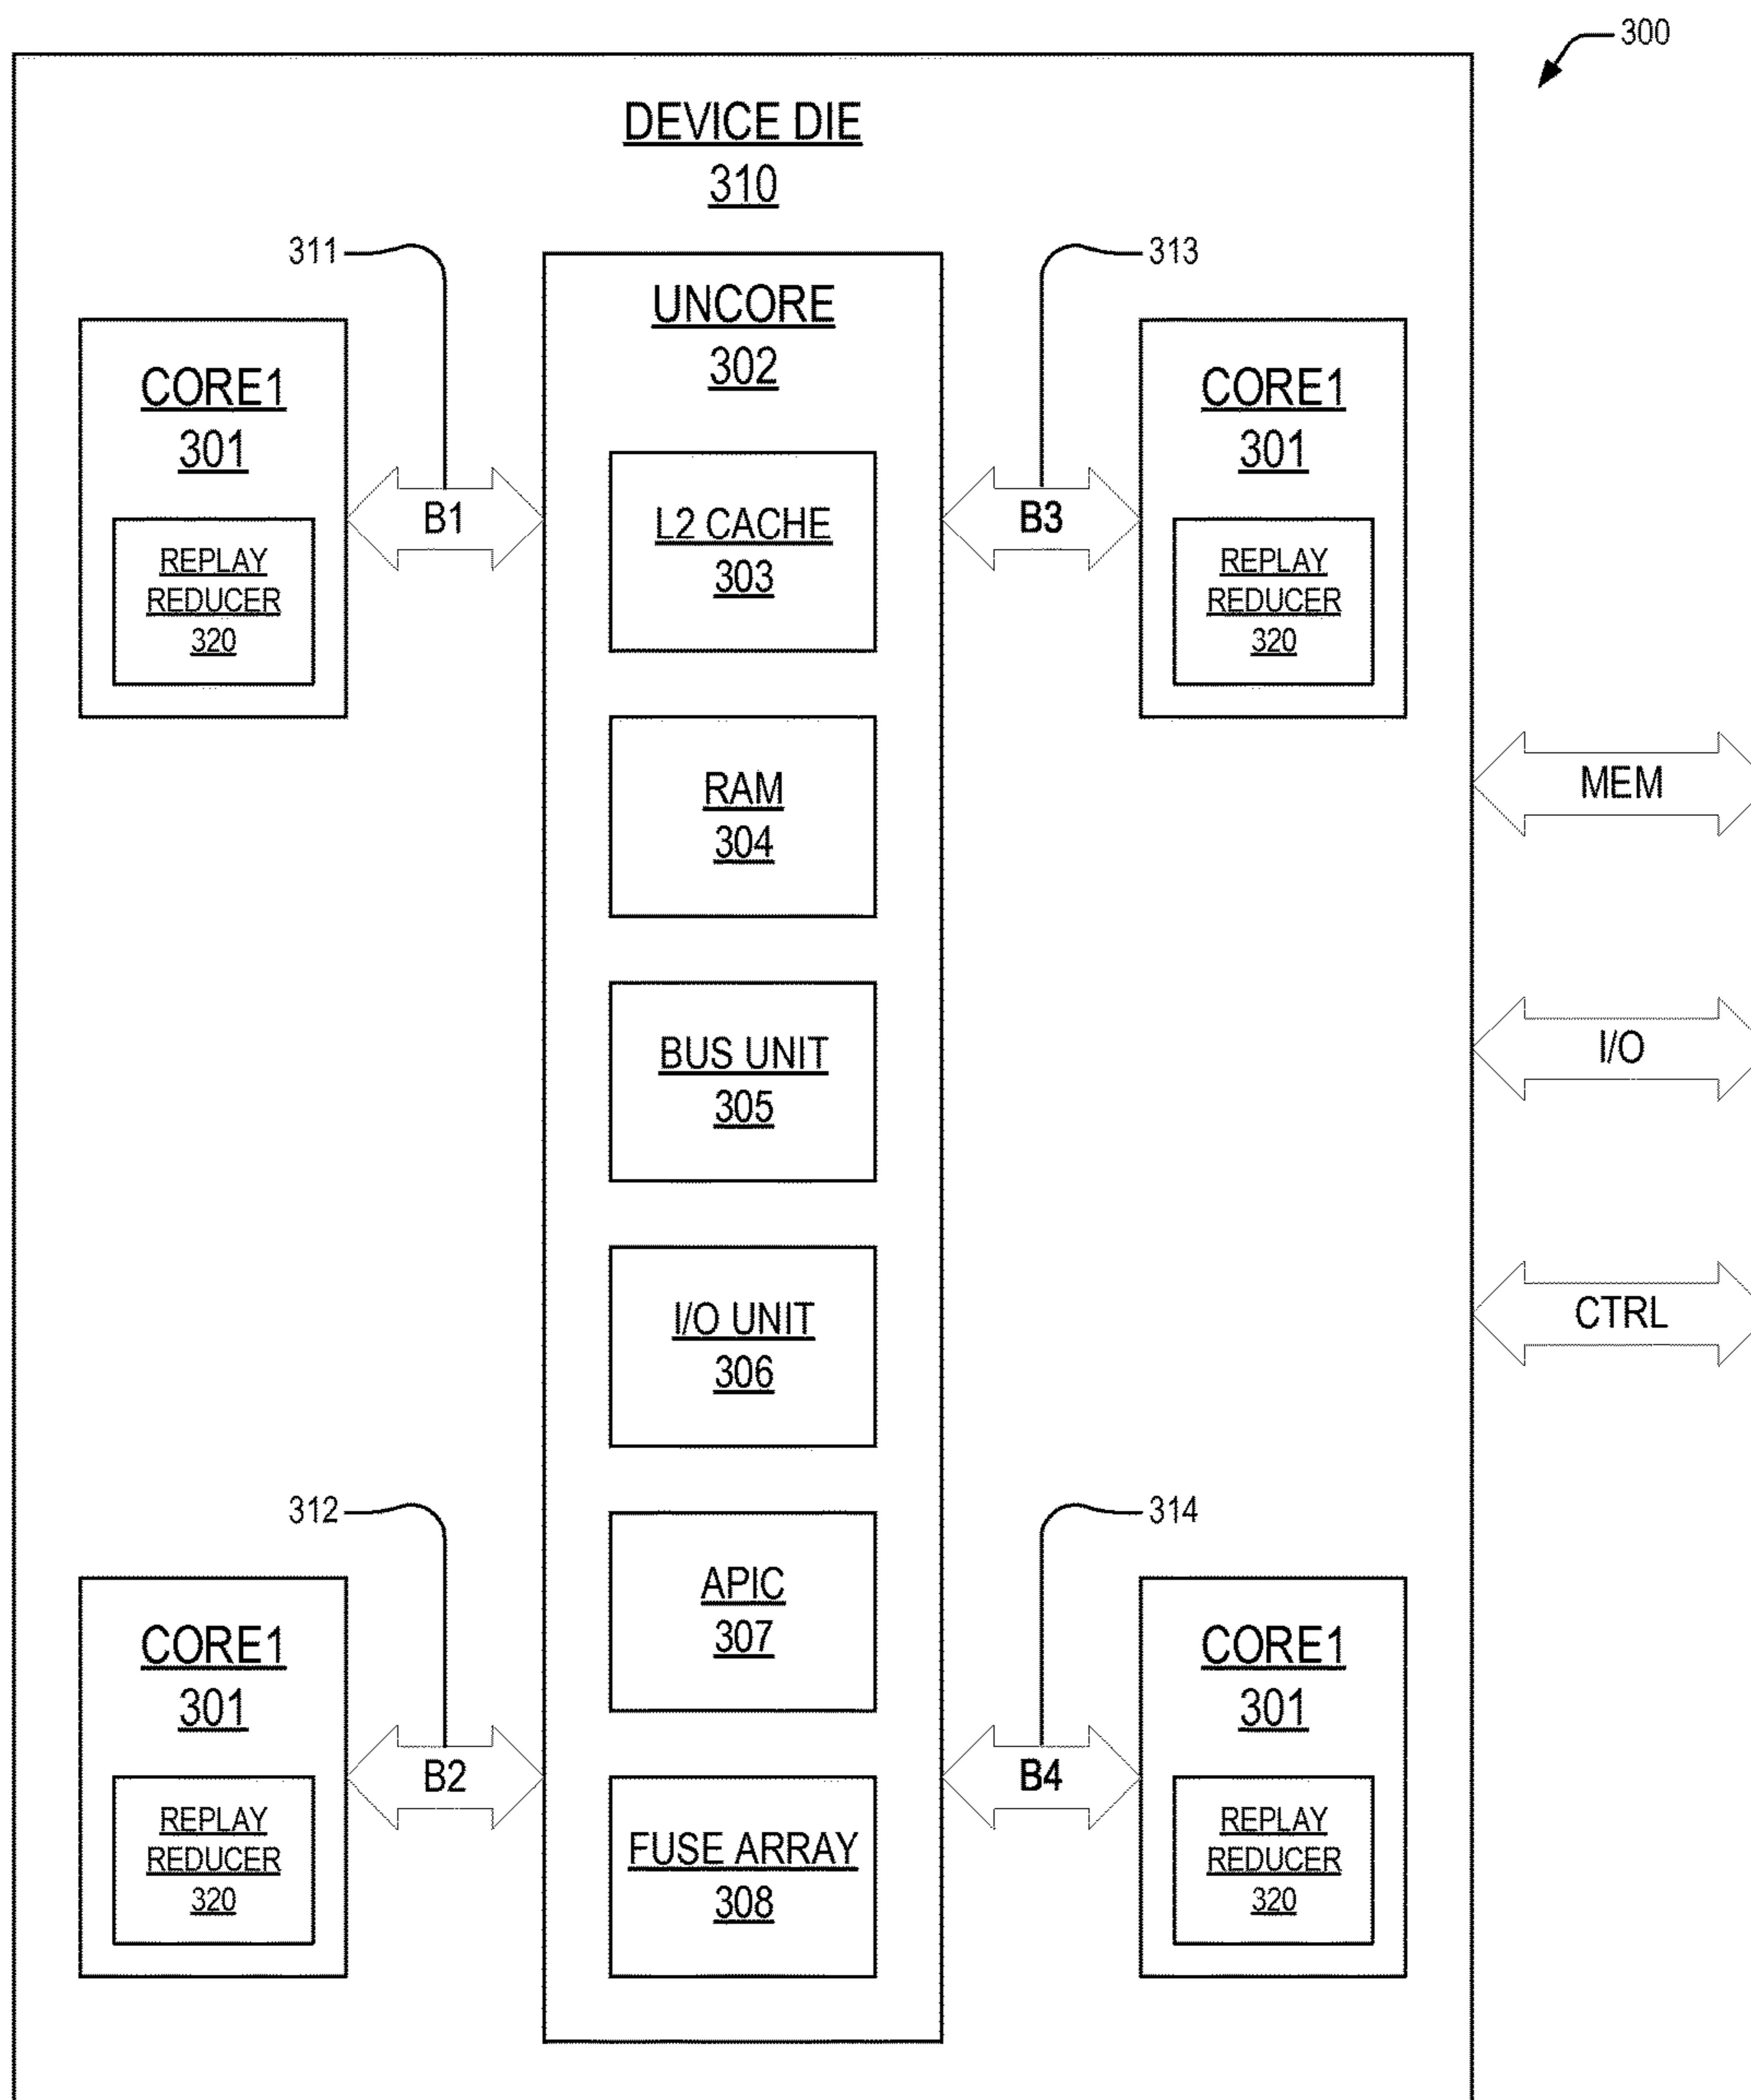 300
DEVICE DIE
310
311
313
UNCORE
302
CORE1
301
CORE1
301
B1
B3
L2 CACHE
303
REPLAY
REDUCER
320
REPLAY
REDUCER
320
RAM
304
MEM
BUS UNIT
305
I/O
I/O UNIT
306
CTRL
312
314
APIC
307
CORE1
301
CORE1
301
B2
B4
REPLAY
REDUCER
320
FUSE ARRAY
308
REPLAY
REDUCER
320